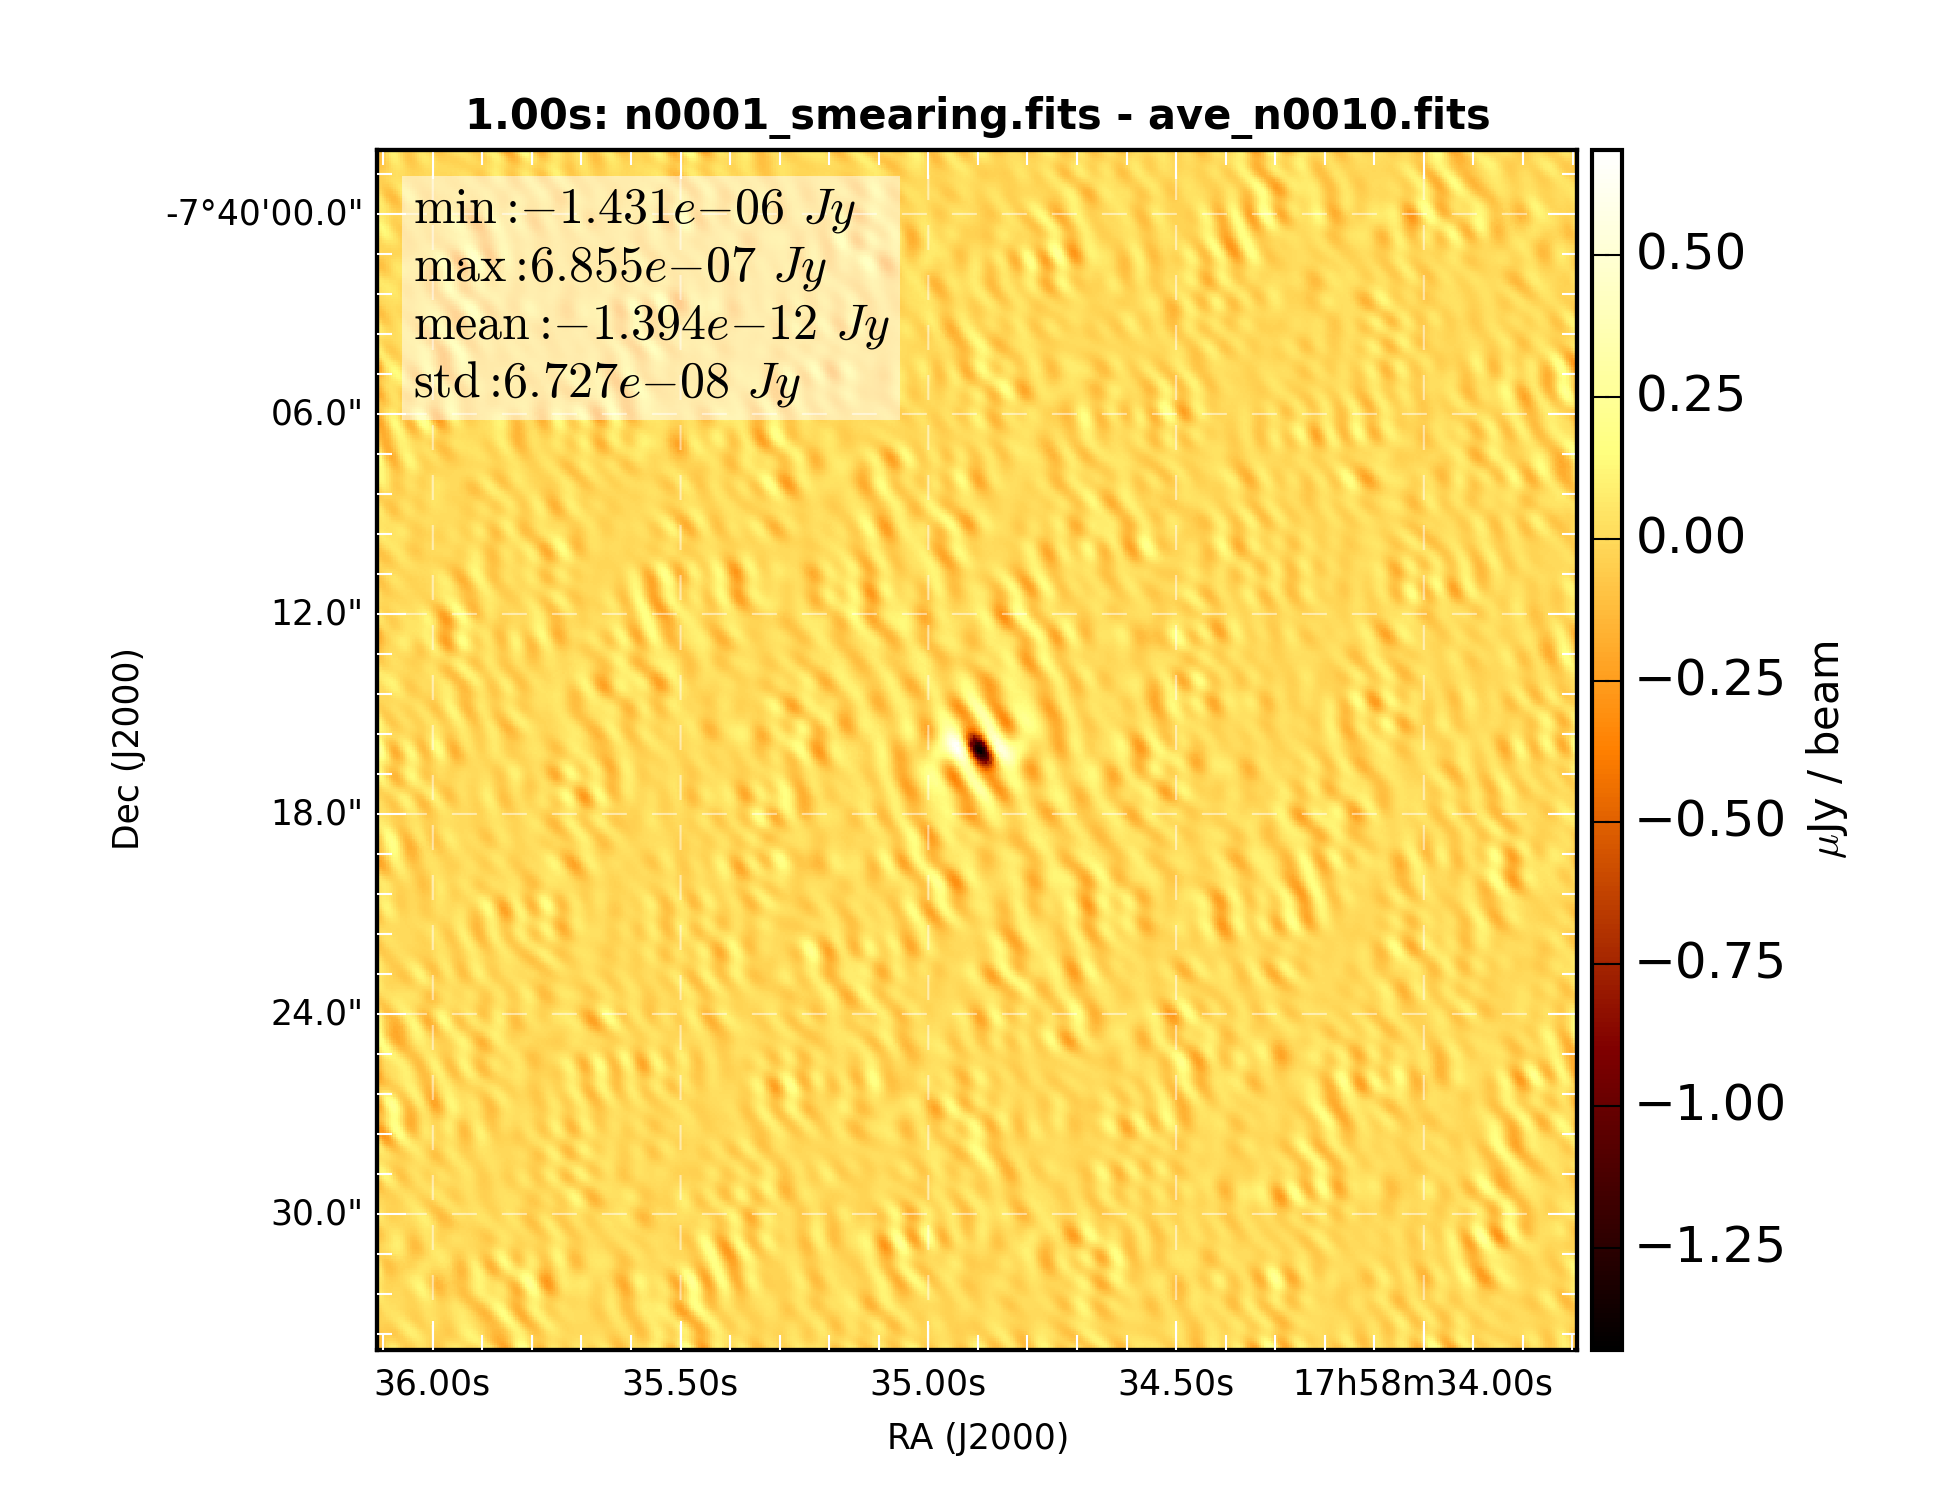 1.00s: n0001_smearing.fits - ave_n0010.fits
min :−1.431e−06 Jy
max :6.855e−07 Jy
mean :−1.394e−12 Jy
std :6.727e−08 Jy
-7°40'00.0"
06.0"
12.0"
18.0"
24.0"
30.0"
Dec (J2000)
36.00s
35.50s
35.00s
34.50s
17h58m34.00s
RA (J2000)
0.50
0.25
0.00
−0.25
−0.50
−0.75
−1.00
−1.25
μJy / beam